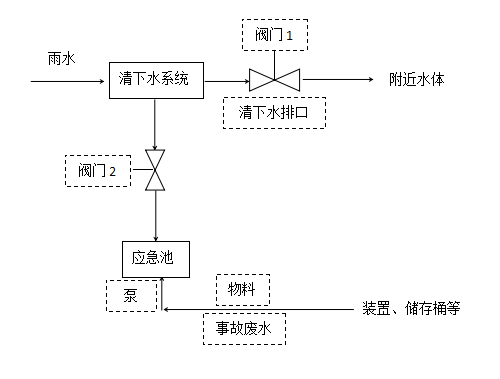 阀门 1
雨水
清下水系统
附近水体
清下水排口
阀门 2
应急池
泵
物料
装置、储存桶等
事故废水